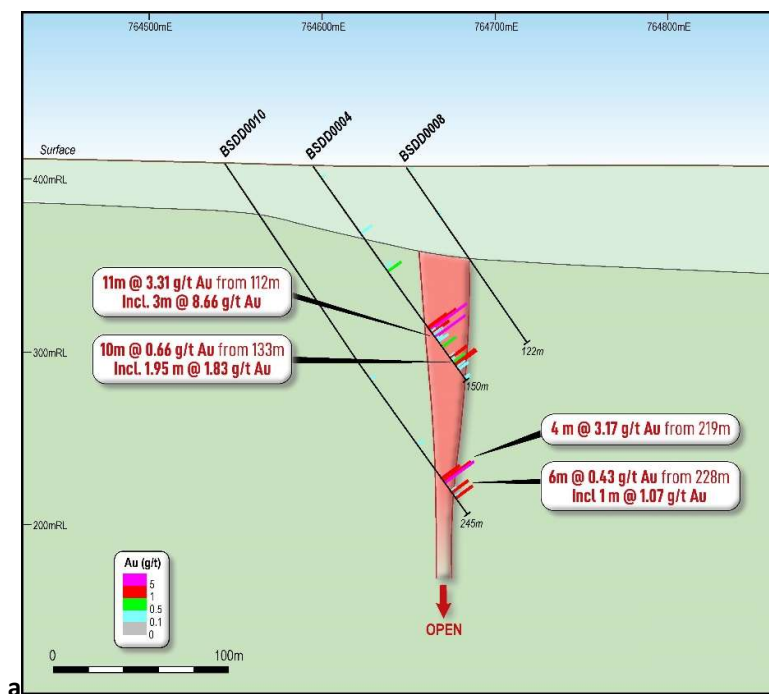 764500mE 764600mE 764700mE 764800mE
BSDD0010 BSDD0004 BSDD0008
Surface
400mRL
11m @ 3.31 g/t Au from 112m
Incl. 3m @ 8.66 g/t Au
300mRL
122m
10m @ 0.66 g/t Au from 133m
Incl. 1.95 m @ 1.83 g/t Au
150m
4 m @ 3.17 g/t Au from 219m
6m @ 0.43 g/t Au from 228m
Incl 1 m @ 1.07 g/t Au
245m
200mRL
Au (g/t)
5
1
0.5
0.1
0
OPEN
0 100m
a